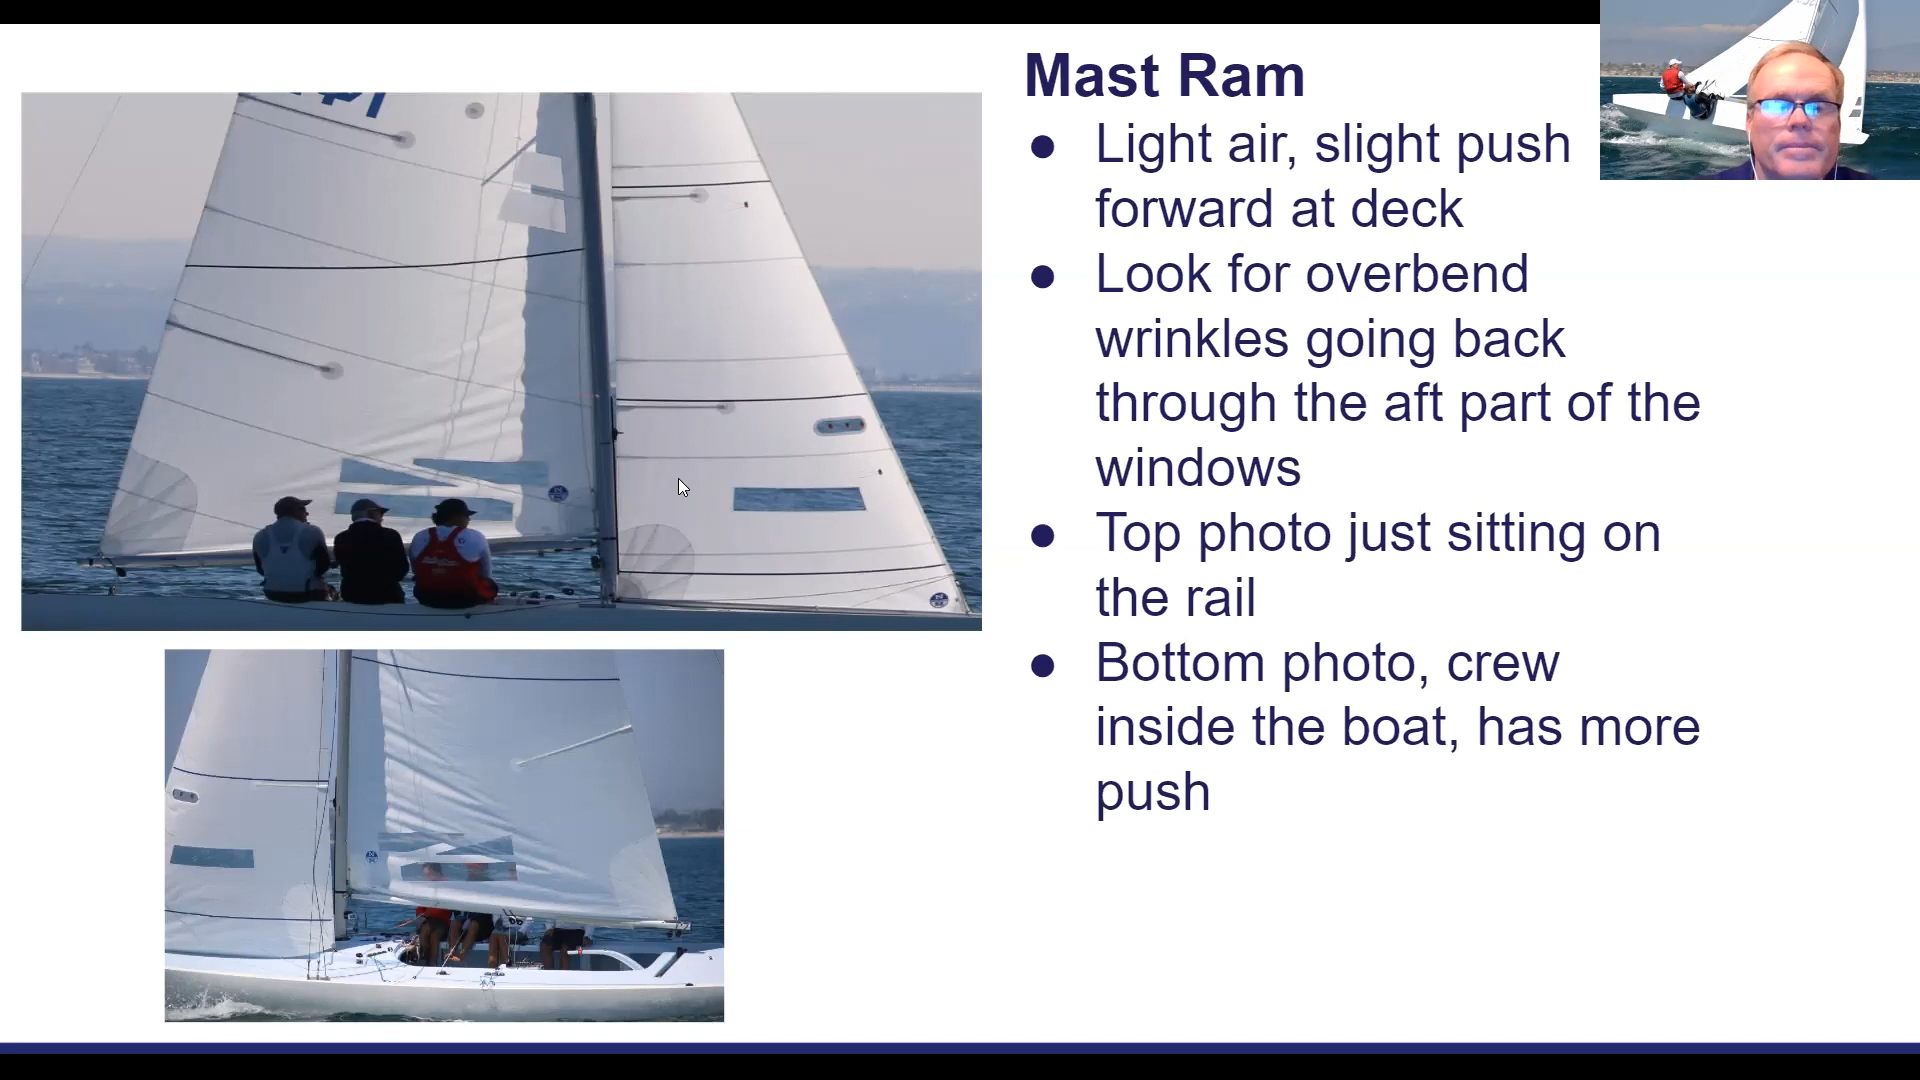 Mast Ram
● Light air, slight push
forward at deck
● Look for overbend
wrinkles going back
through the aft part of the
windows
● Top photo just sitting on
the rail
● Bottom photo, crew
inside the boat, has more
push